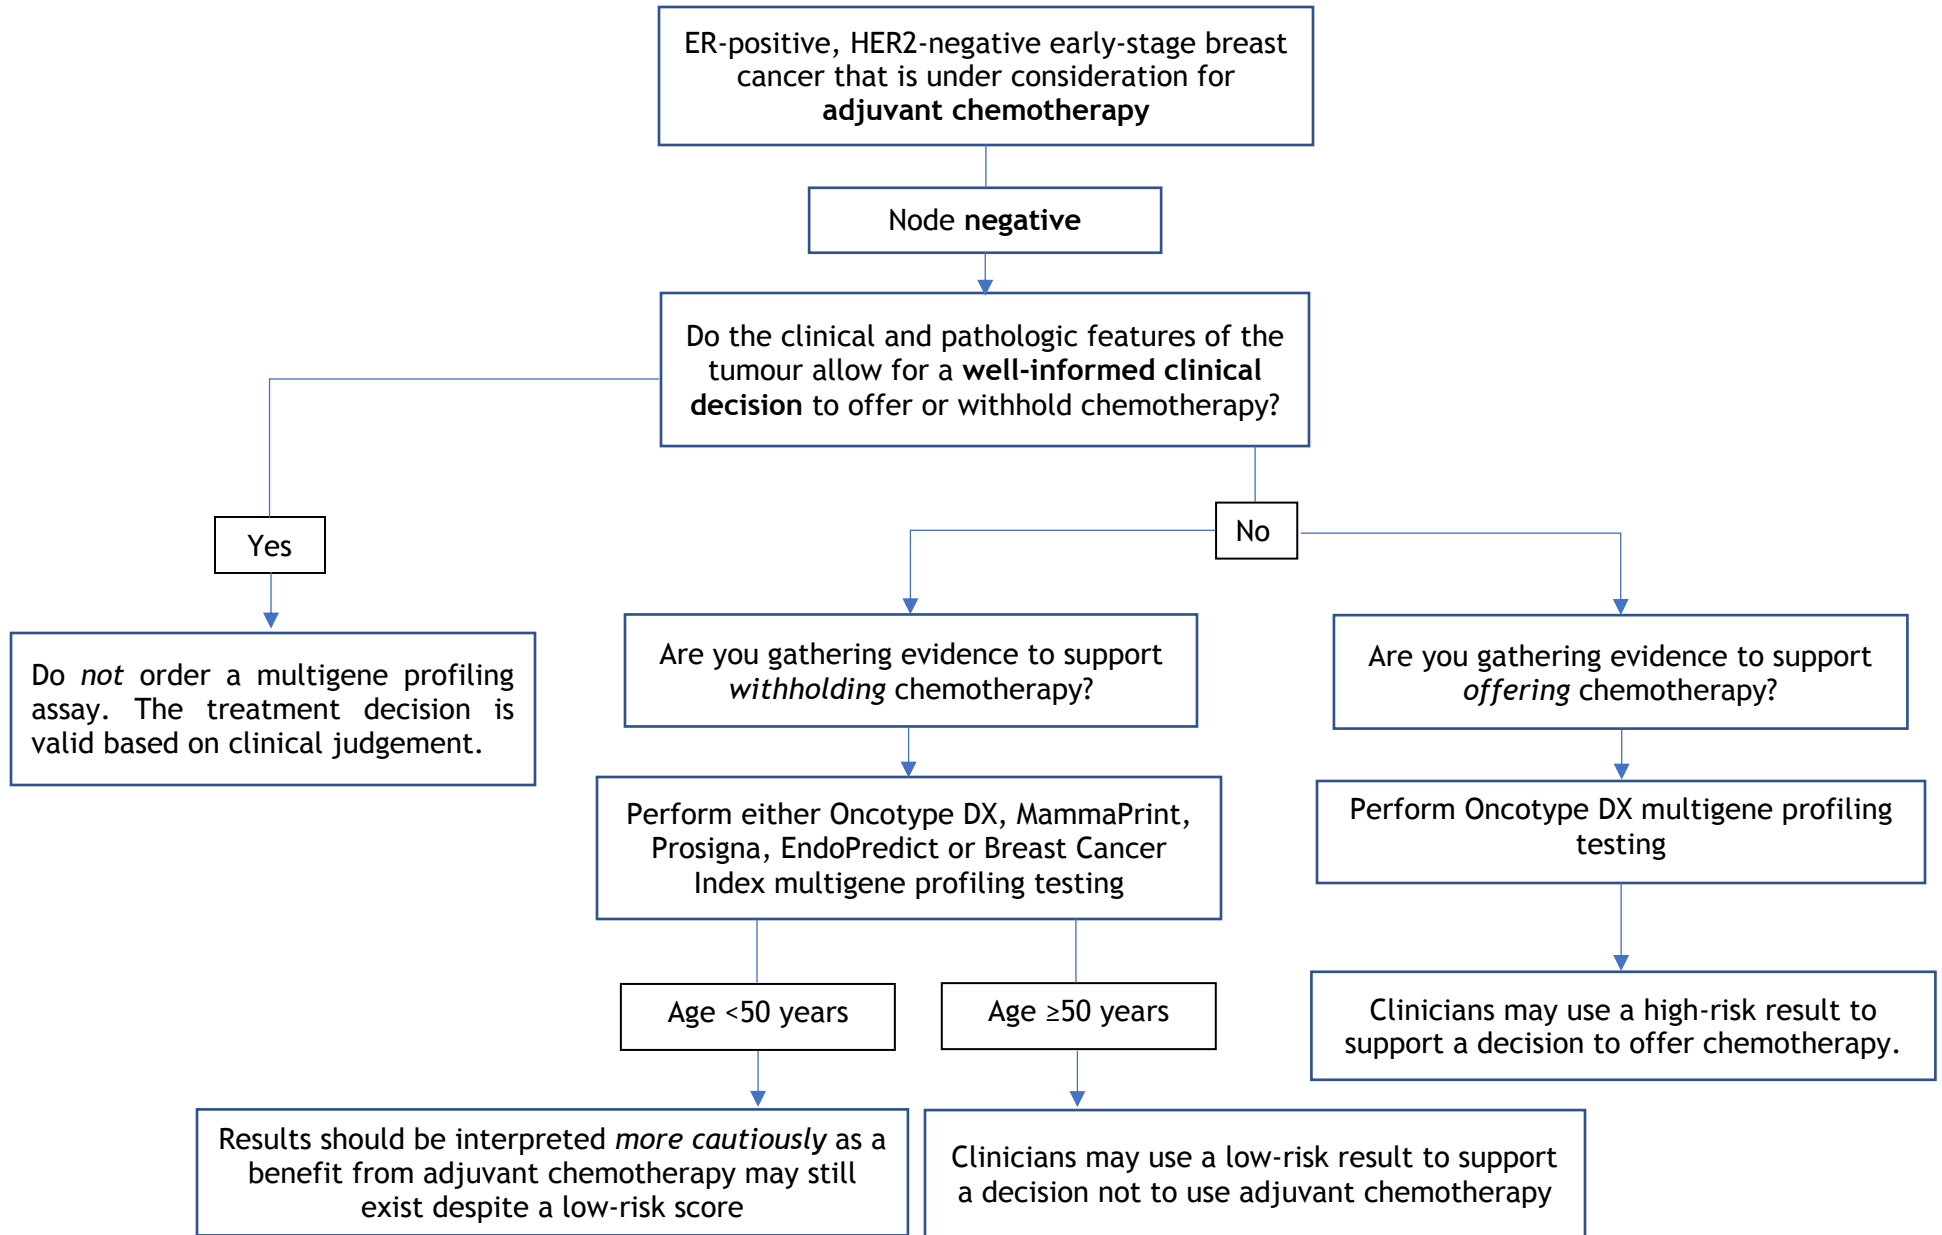 ER-positive, HER2-negative early-stage breast
cancer that is under consideration for
adjuvant chemotherapy
Node negative
Do the clinical and pathologic features of the
tumour allow for a well-informed clinical
decision to offer or withhold chemotherapy?
Yes
No
Do not order a multigene profiling
assay. The treatment decision is
valid based on clinical judgement.
Are you gathering evidence to support
withholding chemotherapy?
Are you gathering evidence to support
offering chemotherapy?
Perform either Oncotype DX, MammaPrint,
Prosigna, EndoPredict or Breast Cancer
Index multigene profiling testing
Perform Oncotype DX multigene profiling
testing
Age <50 years
Age ≥50 years
Clinicians may use a high-risk result to
support a decision to offer chemotherapy.
Results should be interpreted more cautiously as a
benefit from adjuvant chemotherapy may still
exist despite a low-risk score
Clinicians may use a low-risk result to support
a decision not to use adjuvant chemotherapy